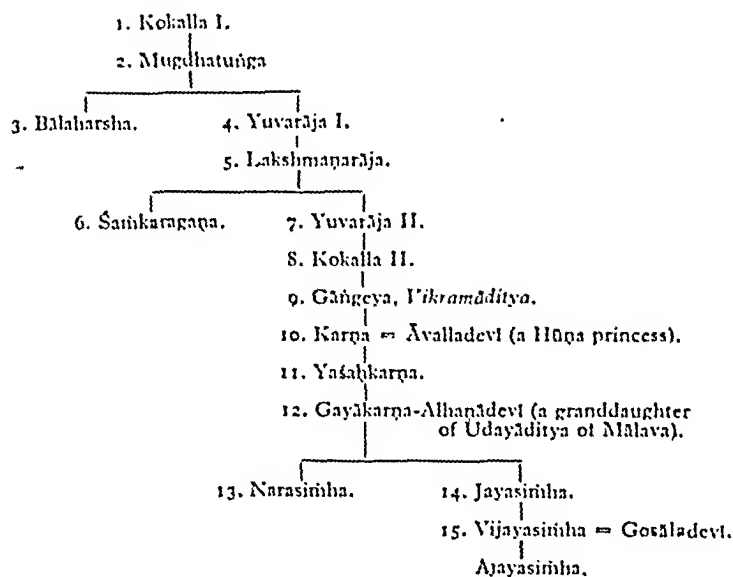 1. Kokalla I.
2. Mugdhatuṅga
3. Bālaharsha. 4. Yuvarāja I.
5. Lakshmaṇarāja.
6. Śaṁkaragaṇa. 7. Yuvarāja II.
8. Kokalla II.
9. Gāṅgeya, Vikramāditya.
10. Karṇa = Āvalladevī (a Hūṇa princess).
11. Yaśaḥkarṇa.
12. Gayākarṇa-Alhaṇādevī (a granddaughter
of Udayāditya of Mālava).
13. Narasiṁha. 14. Jayasiṁha.
15. Vijayasiṁha = Gosāladevī.
Ajayasiṁha,